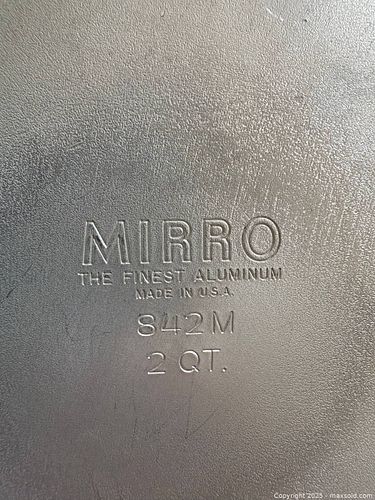 MIRRO
THE FINEST ALUMINUM
MADE IN U.S.A.
842M
2 QT.
Copyright 2025 - maxsold.com